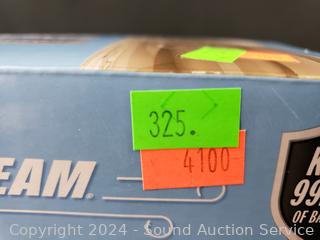 325.
4100
EAM®
99.
OF BA
Copyright 2024 - Sound Auction Service